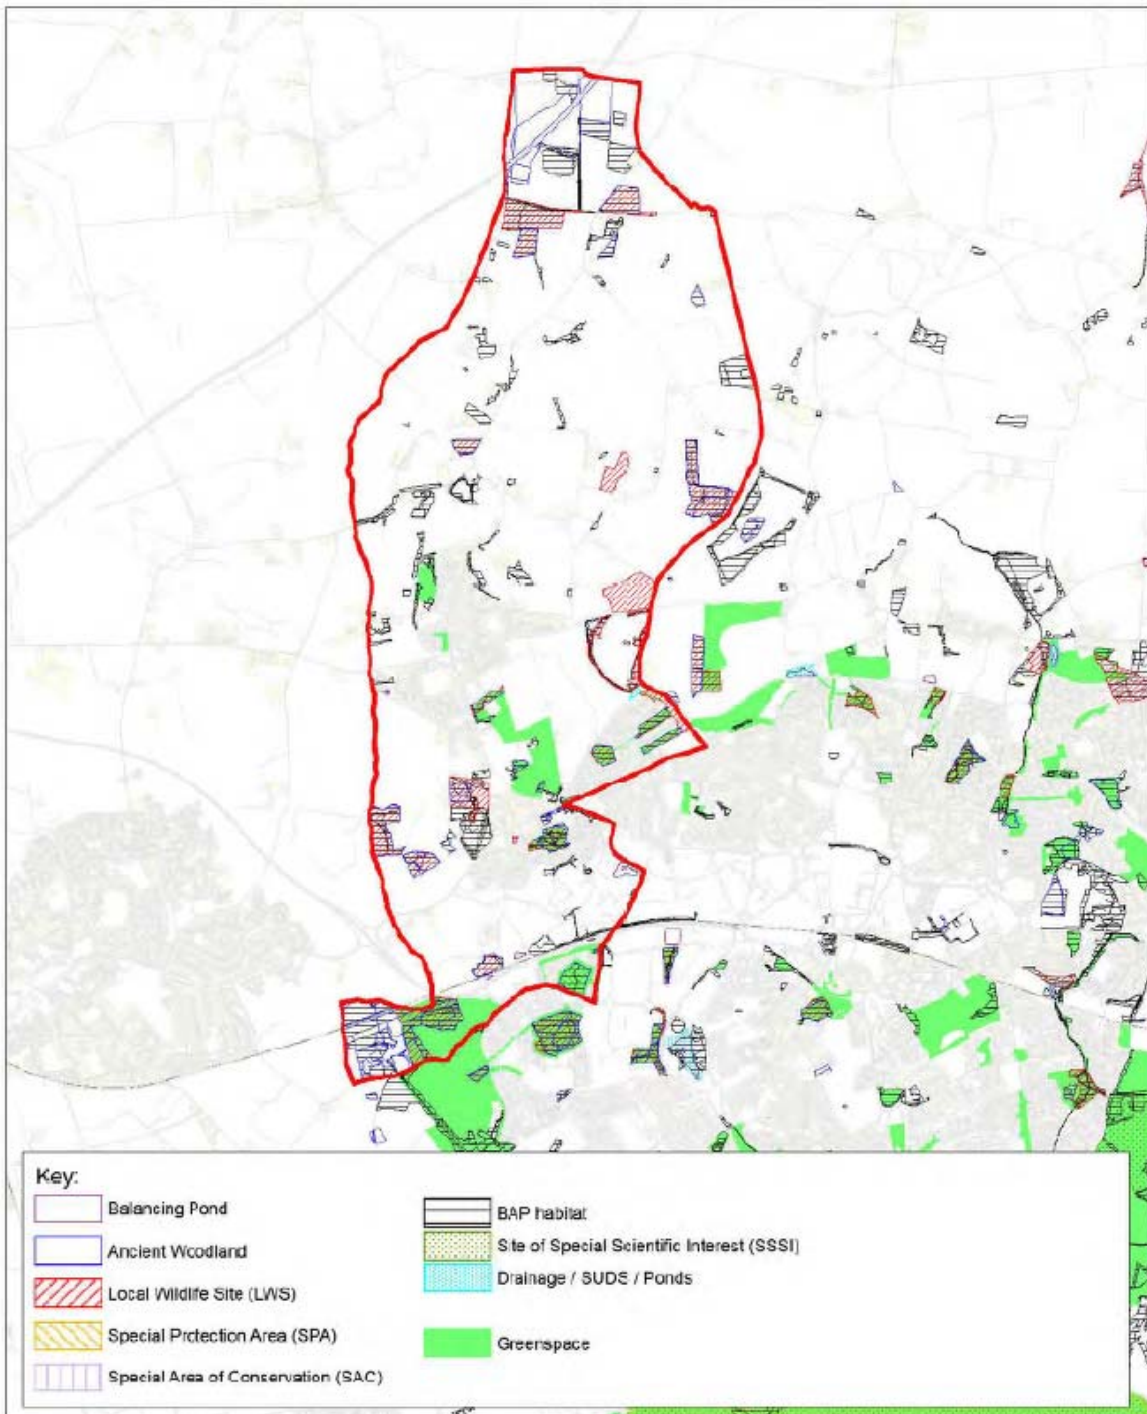 Key:
Balancing Pond
Ancient Woodland
Local Wildlife Site (LWS)
Special Protection Area (SPA)
Special Area of Conservation (SAC)
BAP habitat
Site of Special Scientific Interest (SSSI)
Drainage / SUDS / Ponds
Greenspace